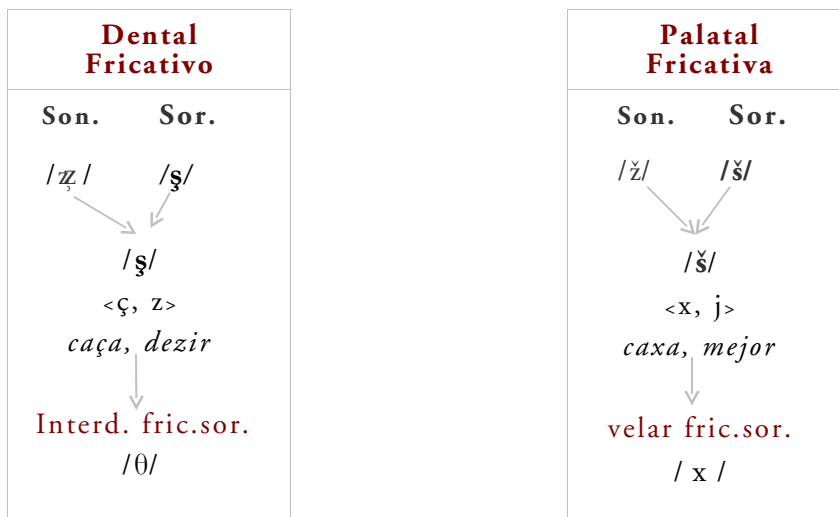 Dental
Fricativo
Son. Sor.
/ẓ̌ / /ş/
/ş/
<ç, z>
caça, dezir
Interd. fric.sor.
/θ/
Palatal
Fricativa
Son. Sor.
/ž/ /š/
/š/
<x, j>
caxa, mejor
velar fric.sor.
/ x /